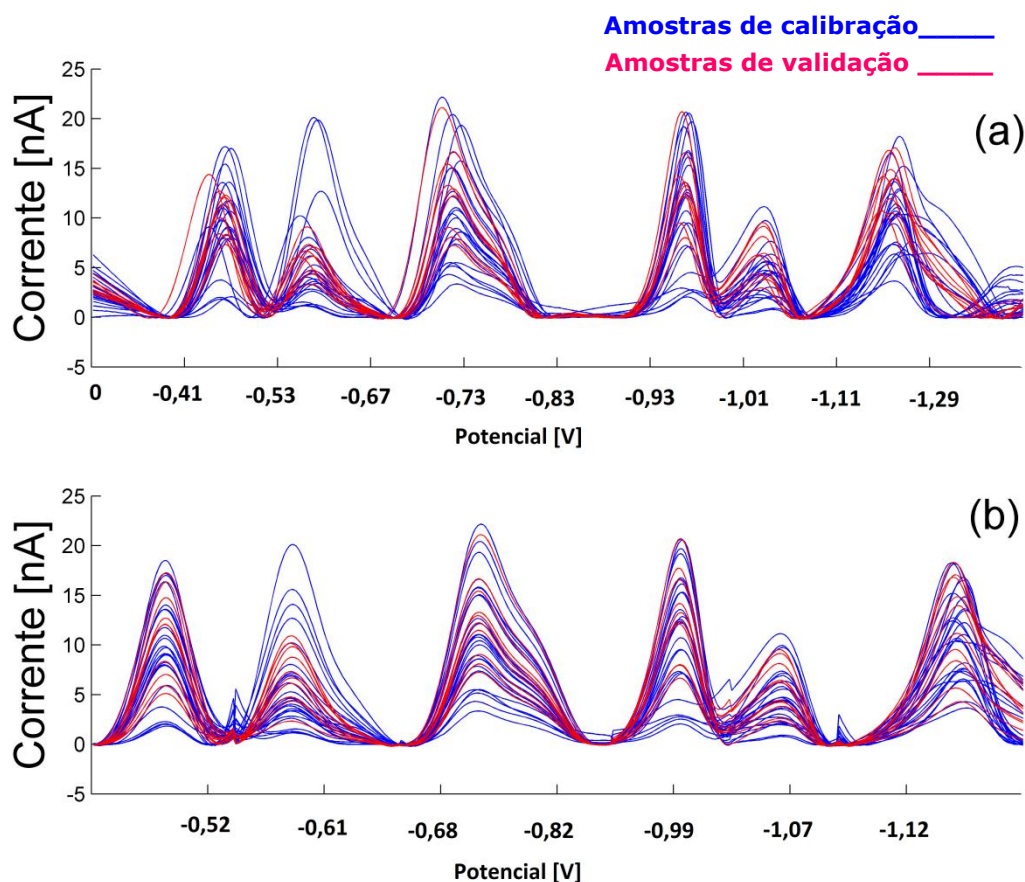 Amostras de calibração_____
Amostras de validação _____
(a)
Corrente [nA]
25
20
15
10
5
0
-5
0 -0,41 -0,53 -0,67 -0,73 -0,83 -0,93 -1,01 -1,11 -1,29
Potencial [V]
(b)
Corrente [nA]
25
20
15
10
5
0
-5
-0,52 -0,61 -0,68 -0,82 -0,99 -1,07 -1,12
Potencial [V]